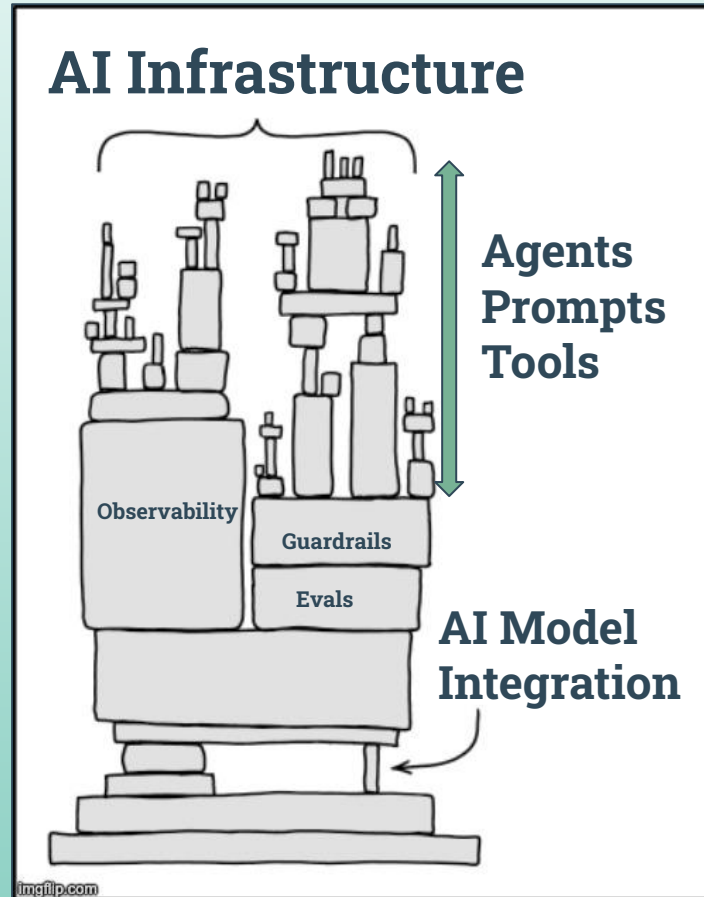 AI Infrastructure
Agents
Prompts
Tools
Observability
Guardrails
Evals
AI Model
Integration
imgflip.com